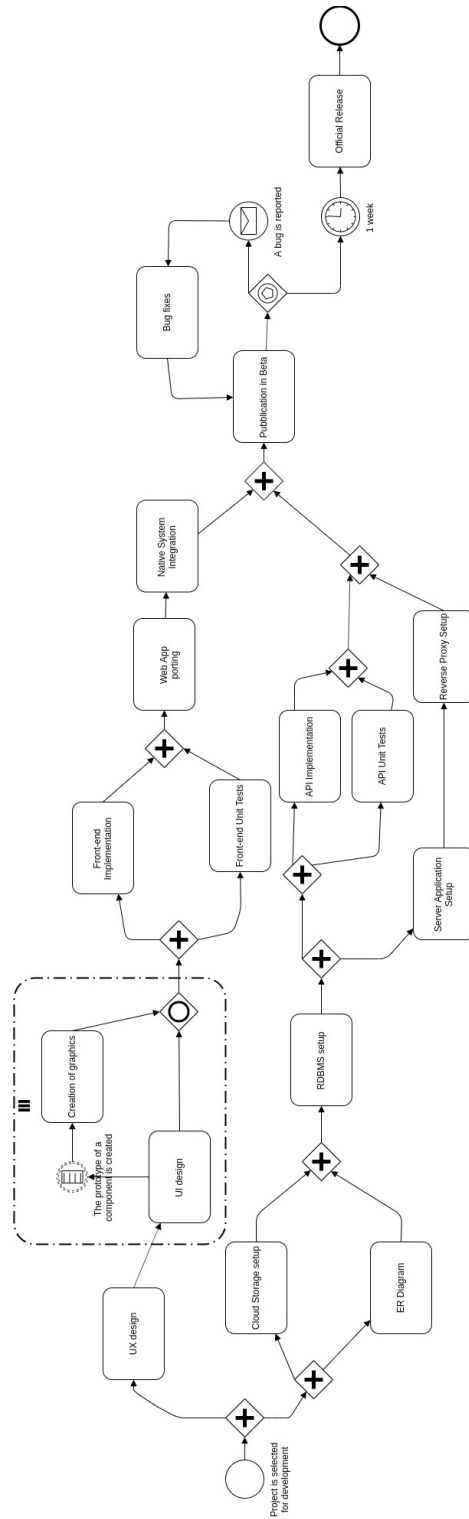 Project is selected
for development
UX design
UI design
The prototype of a
component is created
Creation of graphics
Front-end
Implementation
Front-end Unit Tests
Web App
porting
Native System
Integration
Cloud Storage setup
ER Diagram
RDBMS setup
API Implementation
API Unit Tests
Server Application
Setup
Reverse Proxy Setup
Pubblication in Beta
Bug fixes
A bug is reported
1 week
Official Release